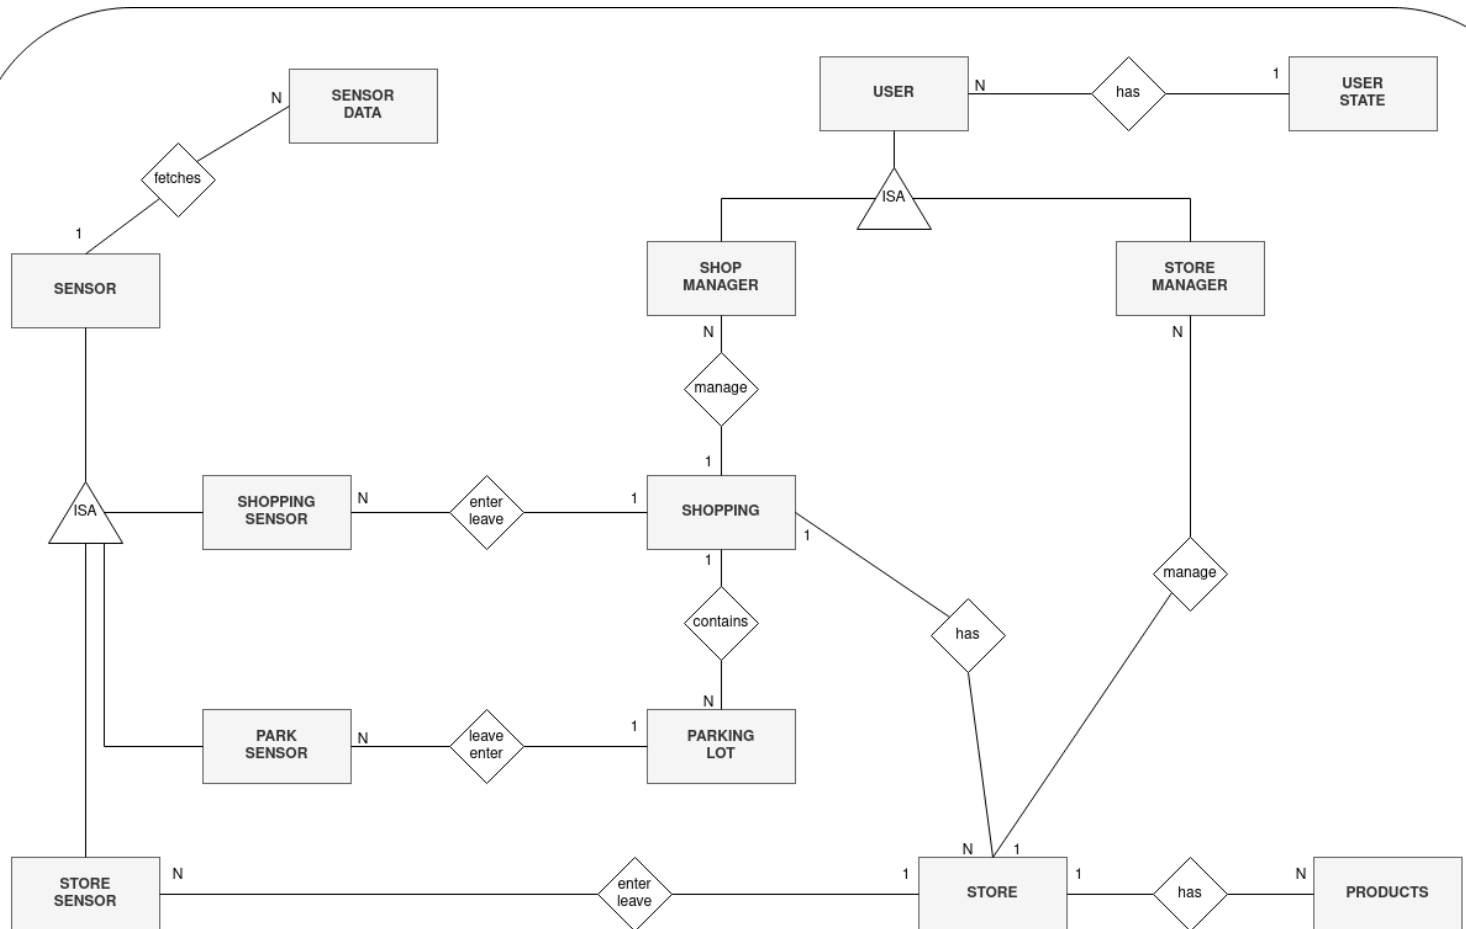 SENSOR
DATA
N
fetches
1
SENSOR
USER
N
has
1
USER
STATE
ISA
SHOP
MANAGER
STORE
MANAGER
N
N
manage
1
ISA
SHOPPING
SENSOR
N
enter
leave
1
SHOPPING
1
1
manage
contains
has
N
PARK
SENSOR
N
leave
enter
1
PARKING
LOT
N
1
STORE
SENSOR
N
enter
leave
1
STORE
1
has
N
PRODUCTS